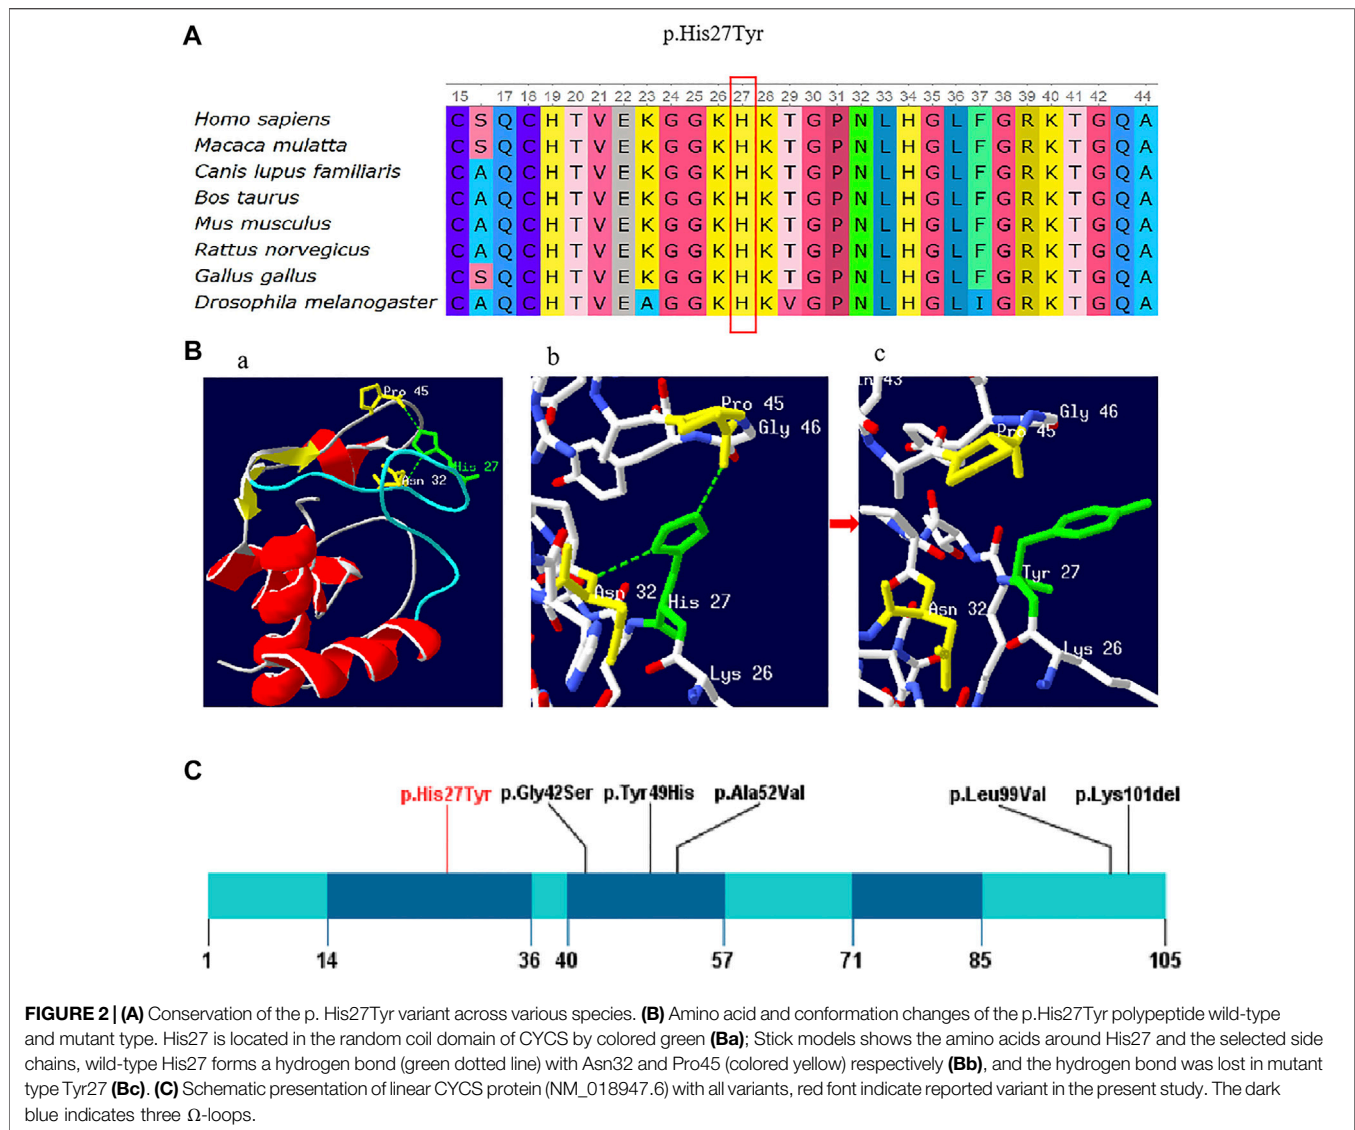 A
p.His27Tyr
15 17 18 19 20 21 22 23 24 25 26 27 28 29 30 31 32 33 34 35 36 37 38 39 40 41 42 44
Homo sapiens C S Q C H T V E K G G K H K T G P N L H G L F G R K T G Q A
Macaca mulatta C S Q C H T V E K G G K H K T G P N L H G L F G R K T G Q A
Canis lupus familiaris C A Q C H T V E K G G K H K T G P N L H G L F G R K T G Q A
Bos taurus C A Q C H T V E K G G K H K T G P N L H G L F G R K T G Q A
Mus musculus C A Q C H T V E K G G K H K T G P N L H G L F G R K T G Q A
Rattus norvegicus C A Q C H T V E K G G K H K T G P N L H G L F G R K T G Q A
Gallus gallus C S Q C H T V E K G G K H K T G P N L H G L F G R K T G Q A
Drosophila melanogaster C A Q C H T V E A G G K H K V G P N L H G L I G R K T G Q A
B
a
Pro 45
His 27
Asn 32
b
Pro 45
Gly 46
Asn 32
His 27
Lys 26
c
43
Gly 46
Pro 45
Tyr 27
Asn 32
Lys 26
C
p.His27Tyr p.Gly42Ser p.Tyr49His p.Ala52Val p.Leu99Val p.Lys101del
1 14 36 40 57 71 85 105
FIGURE 2 | (A) Conservation of the p. His27Tyr variant across various species. (B) Amino acid and conformation changes of the p.His27Tyr polypeptide wild-type
and mutant type. His27 is located in the random coil domain of CYCS by colored green (Ba); Stick models shows the amino acids around His27 and the selected side
chains, wild-type His27 forms a hydrogen bond (green dotted line) with Asn32 and Pro45 (colored yellow) respectively (Bb), and the hydrogen bond was lost in mutant
type Tyr27 (Bc). (C) Schematic presentation of linear CYCS protein (NM_018947.6) with all variants, red font indicate reported variant in the present study. The dark
blue indicates three Ω-loops.